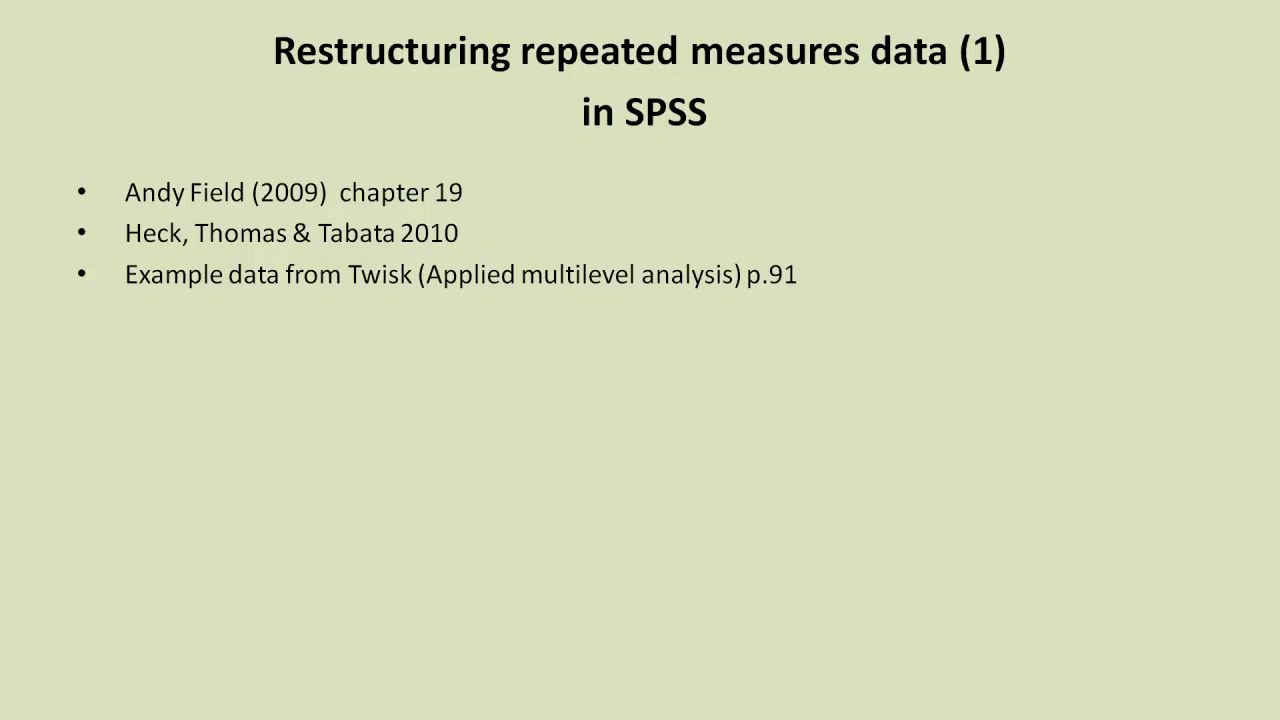 Restructuring repeated measures data (1)
in SPSS
• Andy Field (2009)  chapter 19
• Heck, Thomas & Tabata 2010
• Example data from Twisk (Applied multilevel analysis) p.91